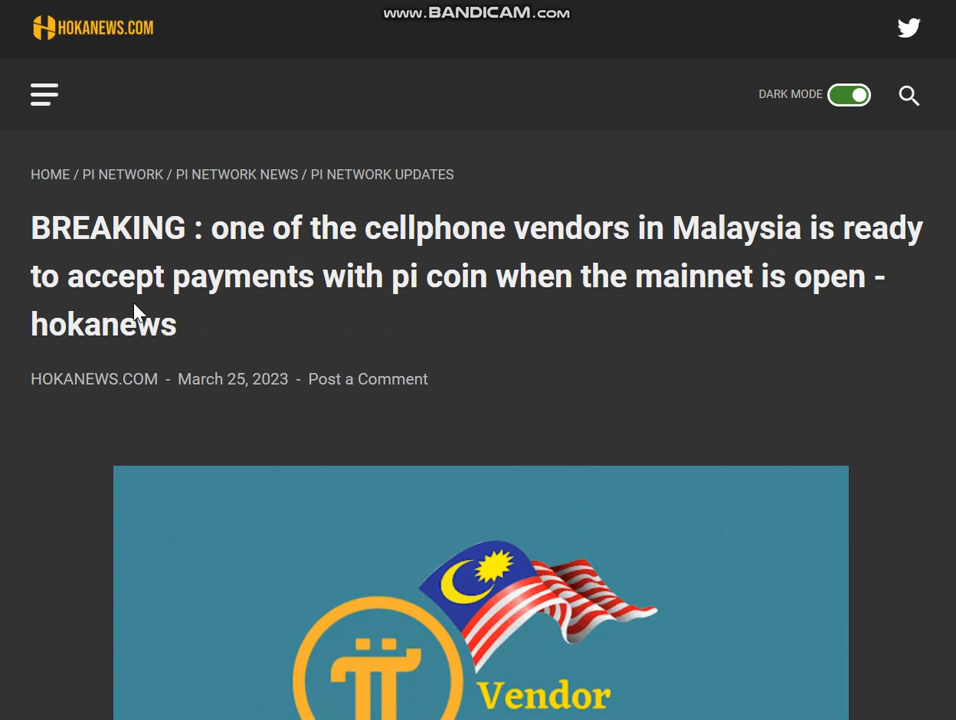 www.BANDICAM.com
HOKANEWS.COM
DARK MODE
HOME / PI NETWORK / PI NETWORK NEWS / PI NETWORK UPDATES
BREAKING : one of the cellphone vendors in Malaysia is ready
to accept payments with pi coin when the mainnet is open -
hokanews
HOKANEWS.COM - March 25, 2023 - Post a Comment
Vendor